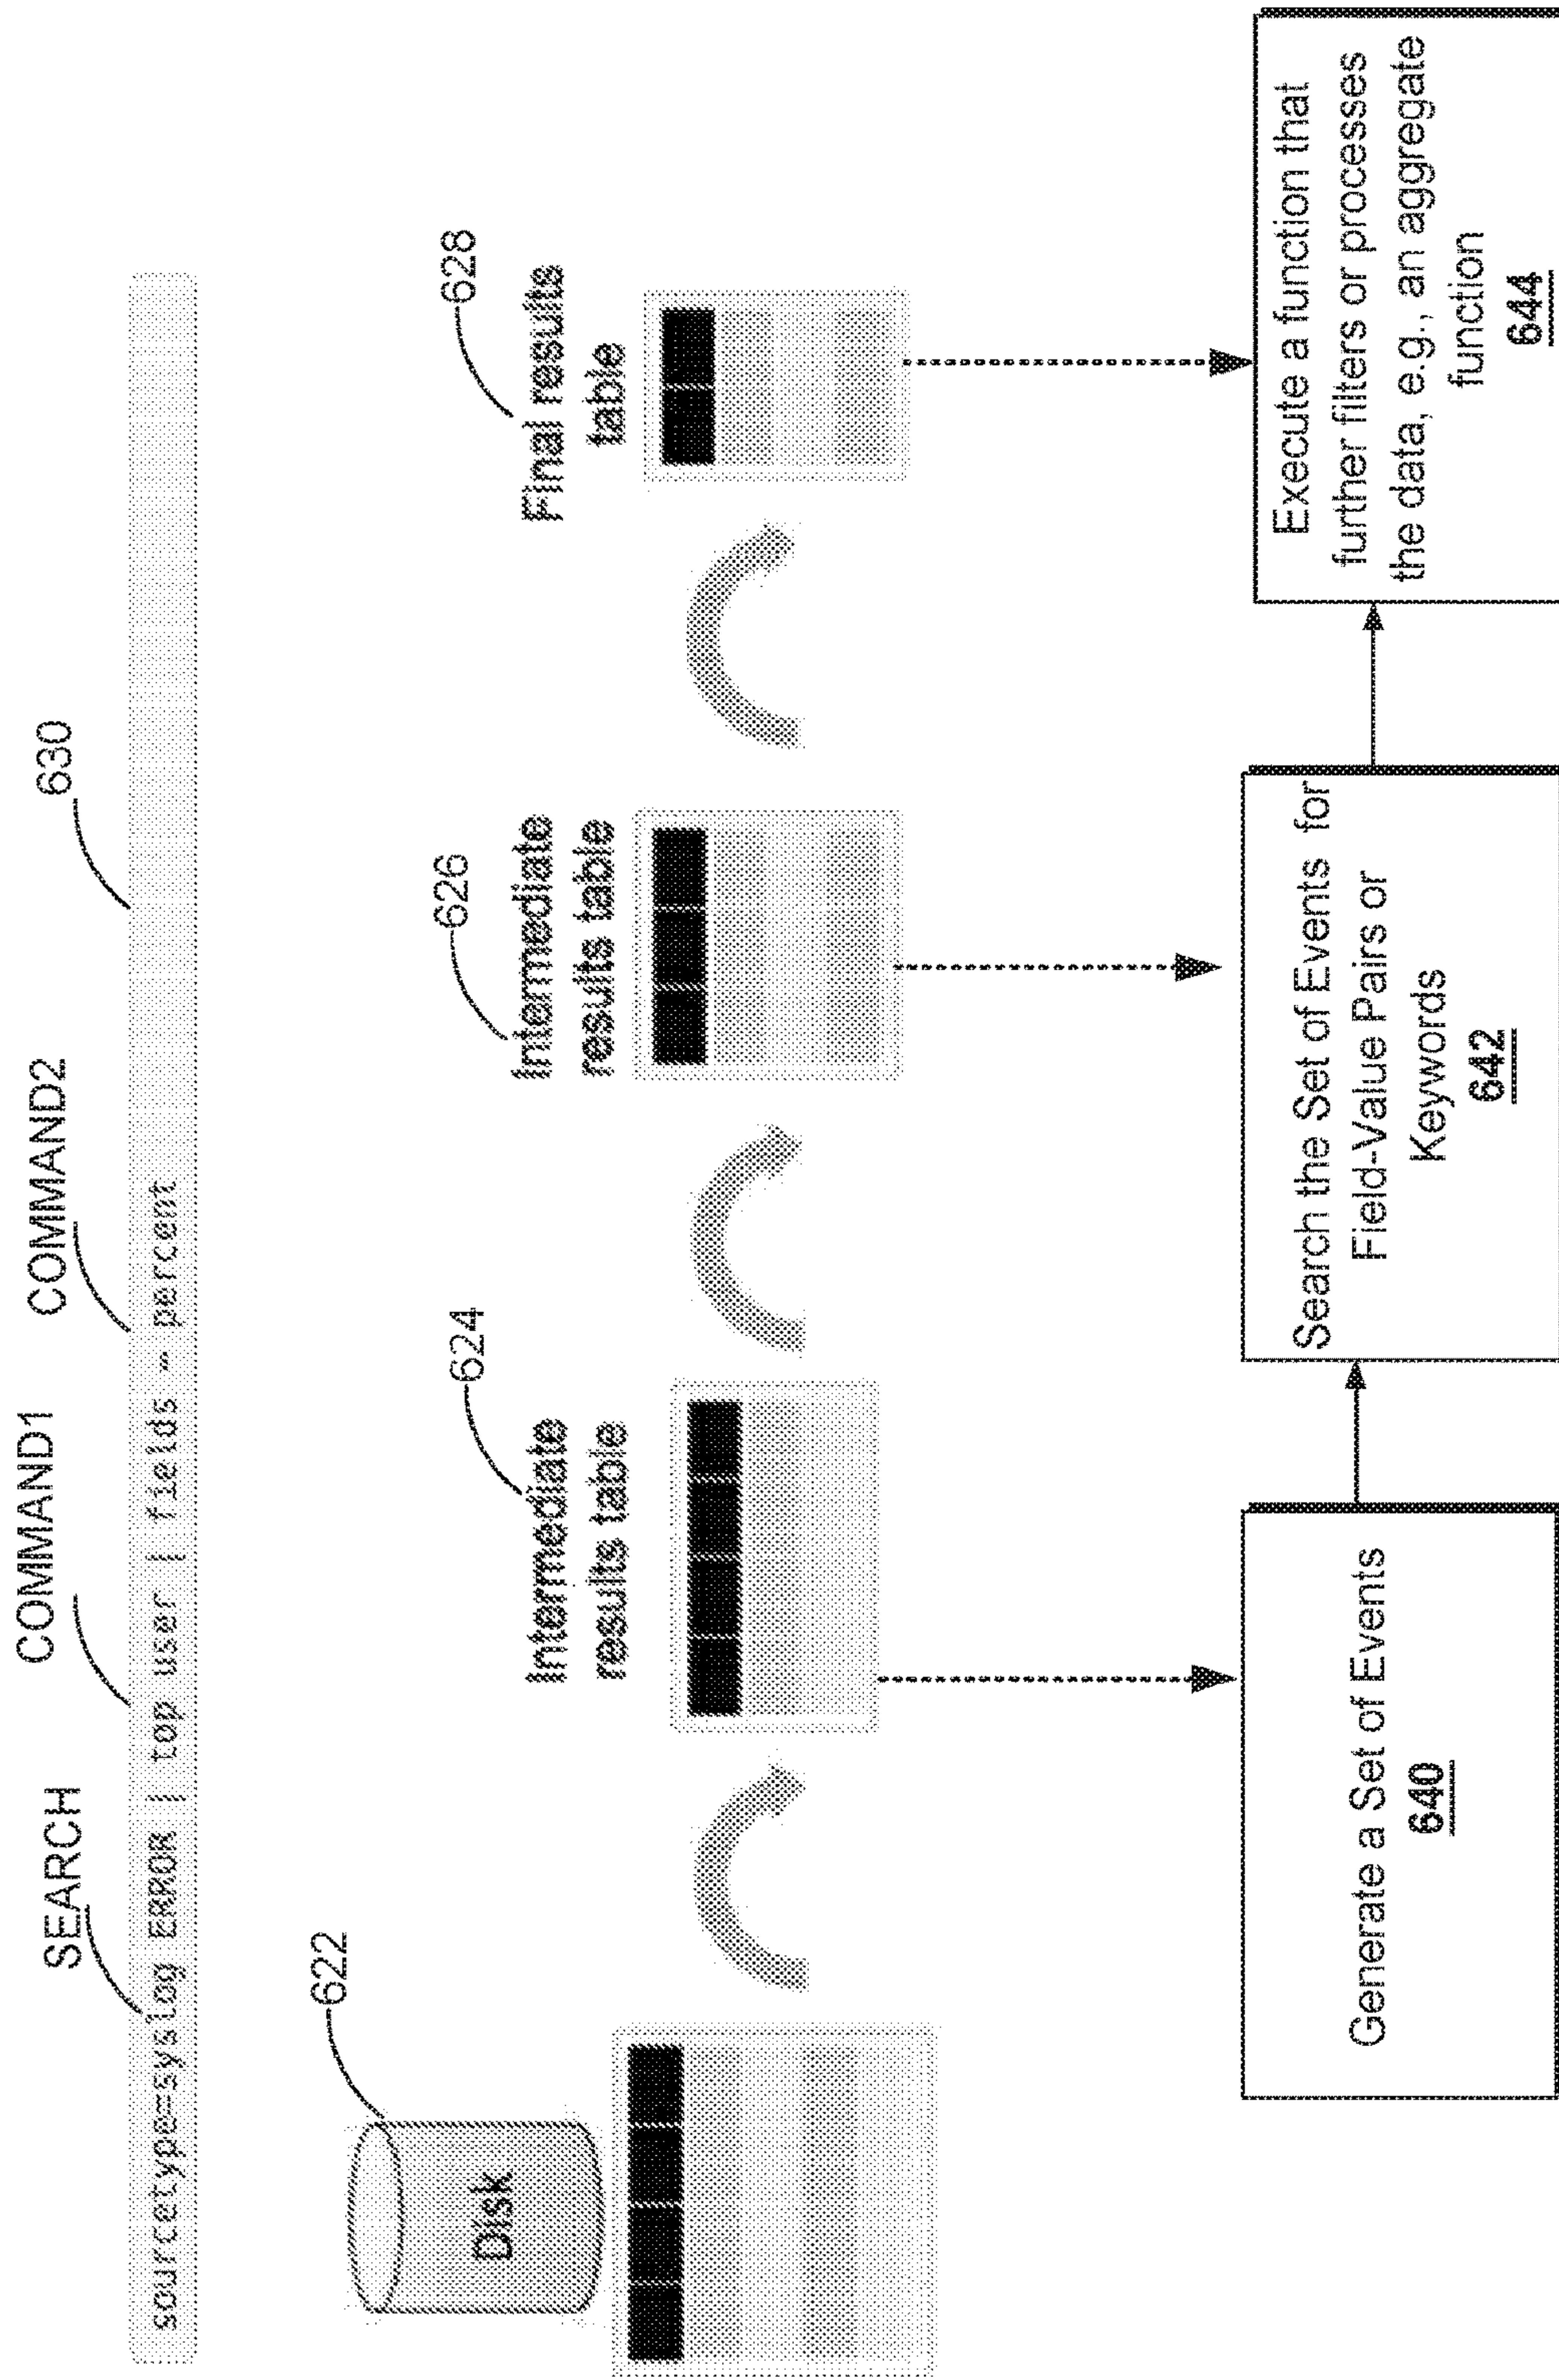 SEARCH
COMMAND1
COMMAND2
630
sourcetype=syslog ERROR | top user | fields - percent
622
Disk
624
Intermediate
results table
626
Intermediate
results table
628
Final results
table
Generate a Set of Events
640
Search the Set of Events for
Field-Value Pairs or
Keywords
642
Execute a function that
further filters or processes
the data, e.g., an aggregate
function
644